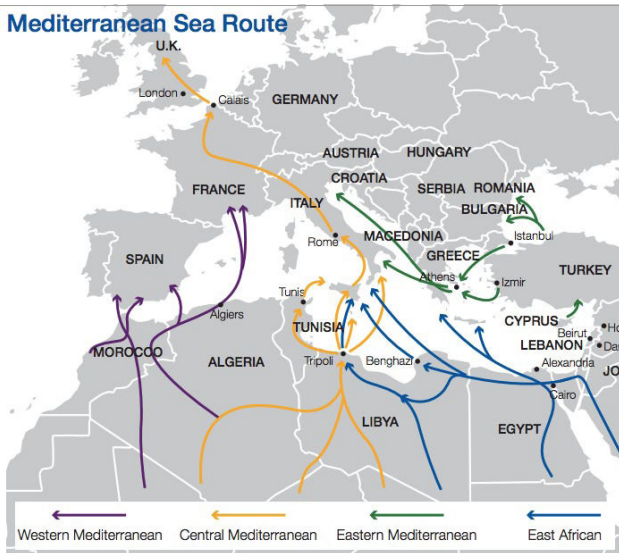 Mediterranean Sea Route
U.K.
London
Calais
GERMANY
AUSTRIA
HUNGARY
CROATIA
FRANCE
SERBIA
ROMANIA
ITALY
BULGARIA
Rome
MACEDONIA
Istanbul
SPAIN
GREECE
TURKEY
Athens
Izmir
Tunis
Algiers
CYPRUS
TUNISIA
Beirut
LEBANON
MOROCCO
ALGERIA
Tripoli
Benghazi
Alexandria
Cairo
LIBYA
EGYPT
Western Mediterranean
Central Mediterranean
Eastern Mediterranean
East African